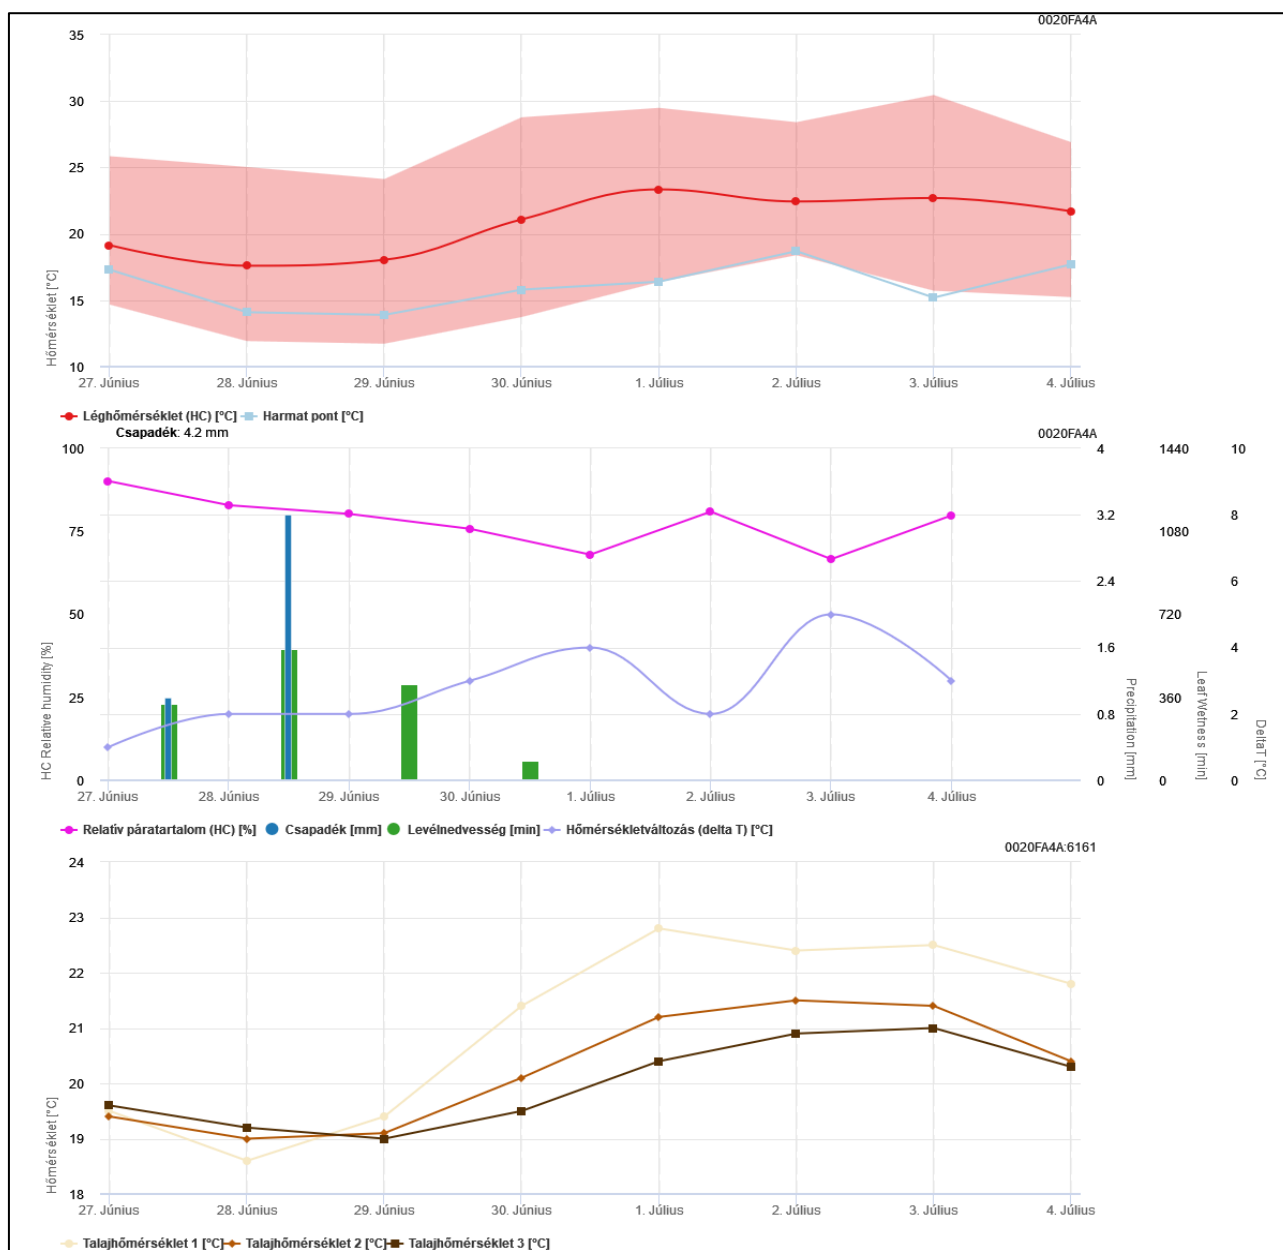 0020FA4A
35
30
25
20
15
10
Hőmérséklet [°C]
27. Június 28. Június 29. Június 30. Június 1. Július 2. Július 3. Július 4. Július
Léghőmérséklet (HC) [°C] Harmat pont [°C]
Csapadék: 4.2 mm 0020FA4A
100 4 1440 10
3.2 8
75 1080
2.4 6
50 720
1.6 4
25 360
0.8 2
0 0 0 0
HC Relative humidity [%]
Precipitation [mm]
Leaf Wetness [min]
DeltaT [°C]
27. Június 28. Június 29. Június 30. Június 1. Július 2. Július 3. Július 4. Július
Relatív páratartalom (HC) [%] Csapadék [mm] Levélnedvesség [min] Hőmérsékletváltozás (delta T) [°C]
0020FA4A:6161
24
23
22
21
20
19
18
Hőmérséklet [°C]
27. Június 28. Június 29. Június 30. Június 1. Július 2. Július 3. Július 4. Július
Talajhőmérséklet 1 [°C] Talajhőmérséklet 2 [°C] Talajhőmérséklet 3 [°C]